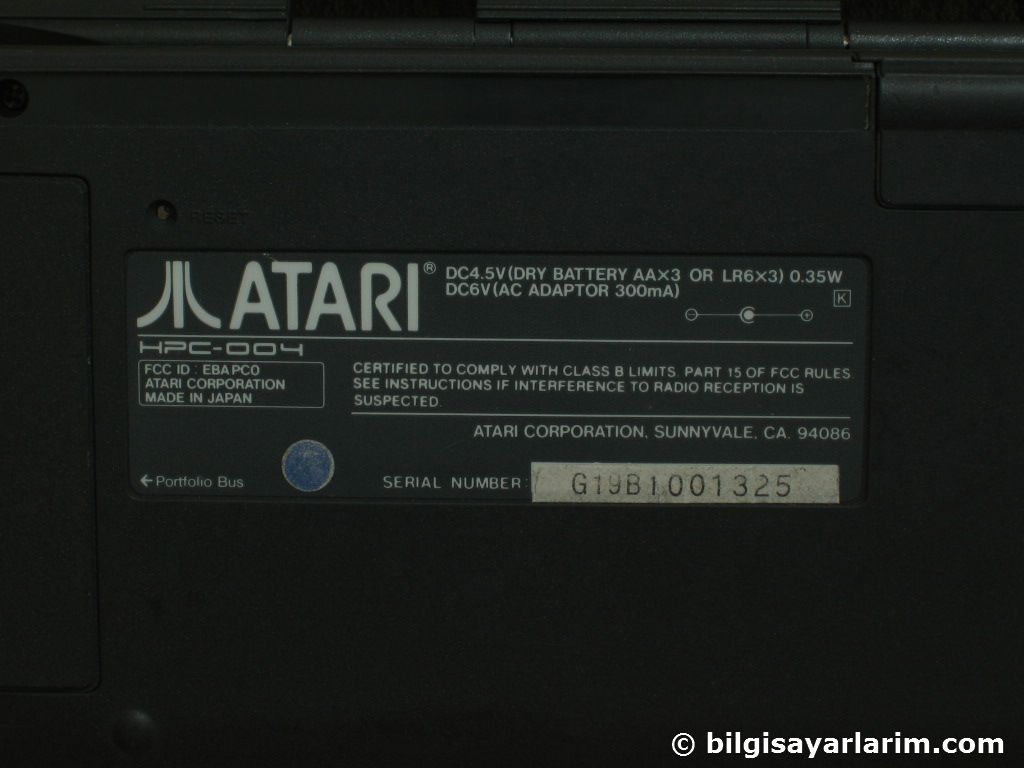 RESET
ATARI®
DC4.5V(DRY BATTERY AA×3 OR LR6×3) 0.35W
DC6V(AC ADAPTOR 300mA)
K
HPC-004
FCC ID : EBAPC0
ATARI CORPORATION
MADE IN JAPAN
CERTIFIED TO COMPLY WITH CLASS B LIMITS. PART 15 OF FCC RULES
SEE INSTRUCTIONS IF INTERFERENCE TO RADIO RECEPTION IS
SUSPECTED.
ATARI CORPORATION, SUNNYVALE, CA. 94086
←Portfolio Bus
SERIAL NUMBER: G19B1001325
© bilgisayarlarim.com